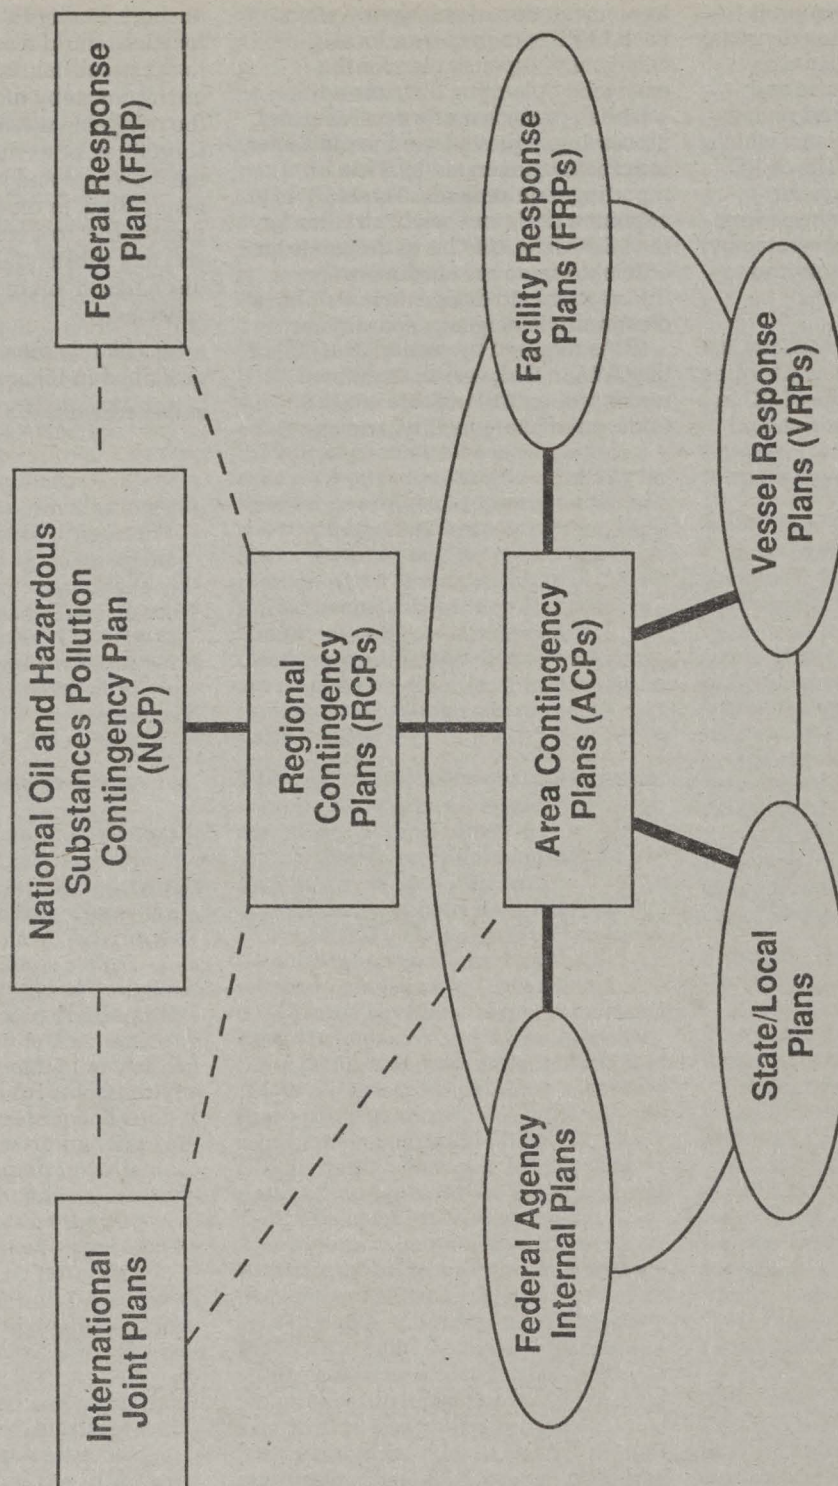 International
Joint Plans
National Oil and Hazardous
Substances Pollution
Contingency Plan
(NCP)
Federal Response
Plan (FRP)
Regional
Contingency
Plans (RCPs)
Area Contingency
Plans (ACPs)
Federal Agency
Internal Plans
Facility Response
Plans (FRPs)
State/Local
Plans
Vessel Response
Plans (VRPs)